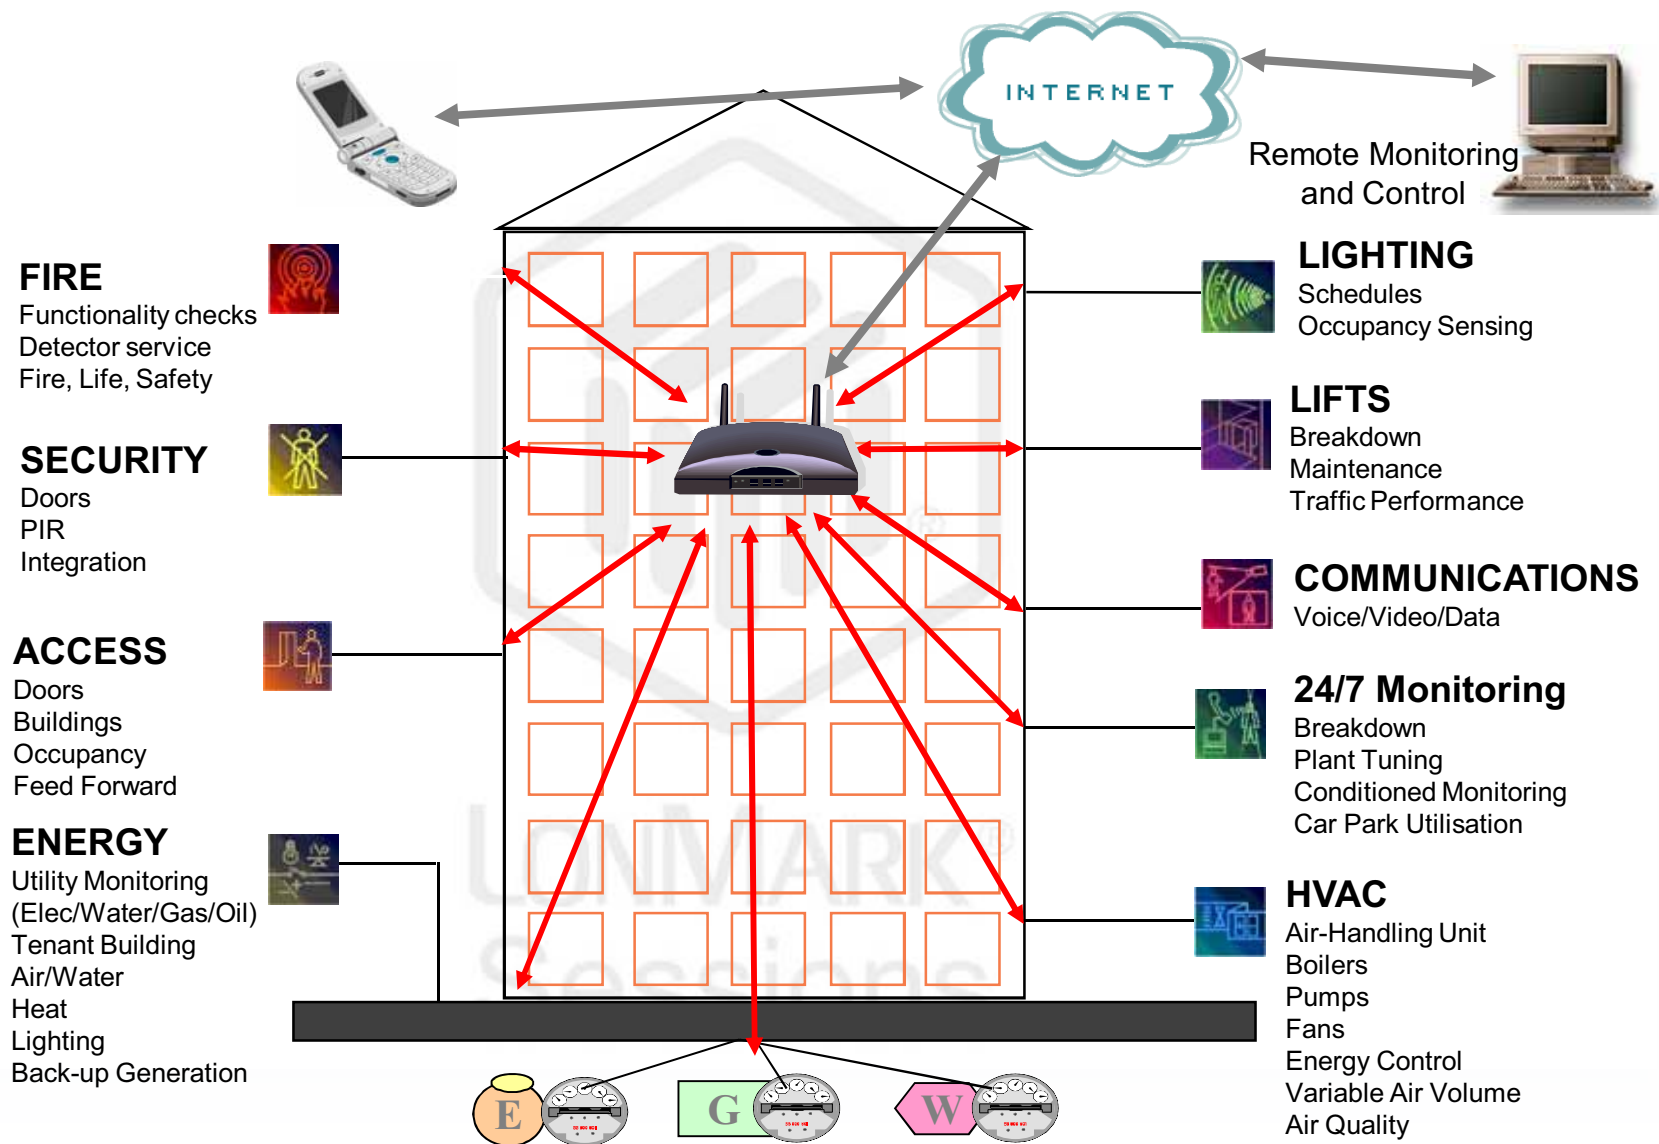 INTERNET
Remote Monitoring
and Control
FIRE
Functionality checks
Detector service
Fire, Life, Safety
SECURITY
Doors
PIR
Integration
ACCESS
Doors
Buildings
Occupancy
Feed Forward
ENERGY
Utility Monitoring
(Elec/Water/Gas/Oil)
Tenant Building
Air/Water
Heat
Lighting
Back-up Generation
LIGHTING
Schedules
Occupancy Sensing
LIFTS
Breakdown
Maintenance
Traffic Performance
COMMUNICATIONS
Voice/Video/Data
24/7 Monitoring
Breakdown
Plant Tuning
Conditioned Monitoring
Car Park Utilisation
HVAC
Air-Handling Unit
Boilers
Pumps
Fans
Energy Control
Variable Air Volume
Air Quality
LONMARK®
Sessions
E
G
W